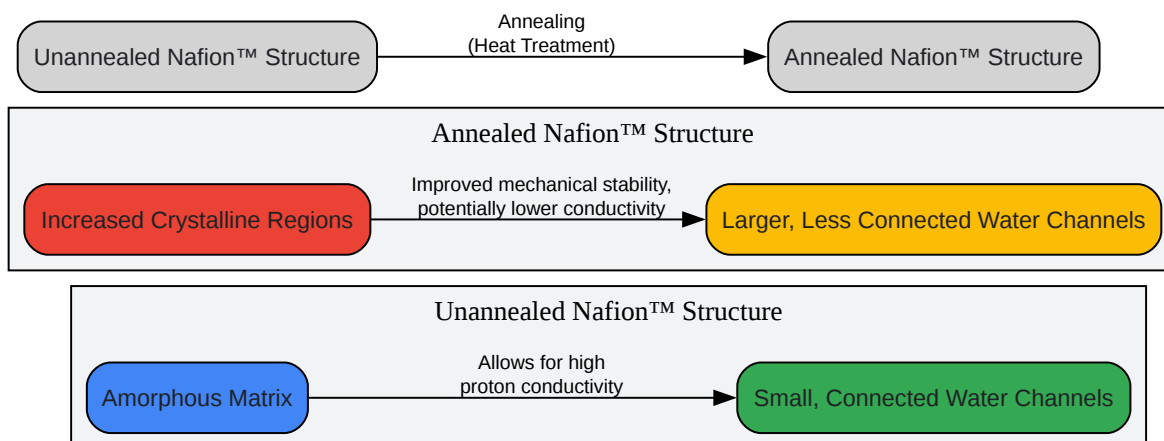 Unannealed Nafion™ Structure
Annealing
(Heat Treatment)
Annealed Nafion™ Structure
Annealed Nafion™ Structure
Increased Crystalline Regions
Improved mechanical stability,
potentially lower conductivity
Larger, Less Connected Water Channels
Unannealed Nafion™ Structure
Amorphous Matrix
Allows for high
proton conductivity
Small, Connected Water Channels